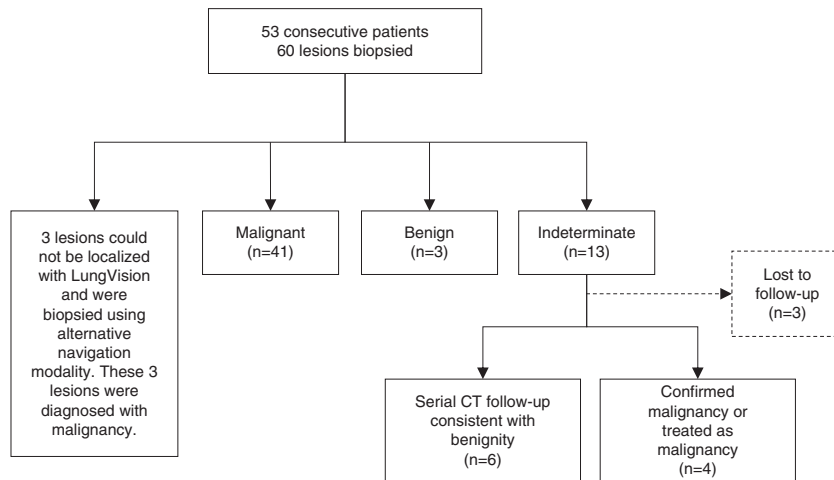 53 consecutive patients
60 lesions biopsied
3 lesions could
not be localized
with LungVision
and were
biopsied using
alternative
navigation
modality. These 3
lesions were
diagnosed with
malignancy.
Malignant
(n=41)
Benign
(n=3)
Indeterminate
(n=13)
Lost to
follow-up
(n=3)
Serial CT follow-up
consistent with
benignity
(n=6)
Confirmed
malignancy or
treated as
malignancy
(n=4)